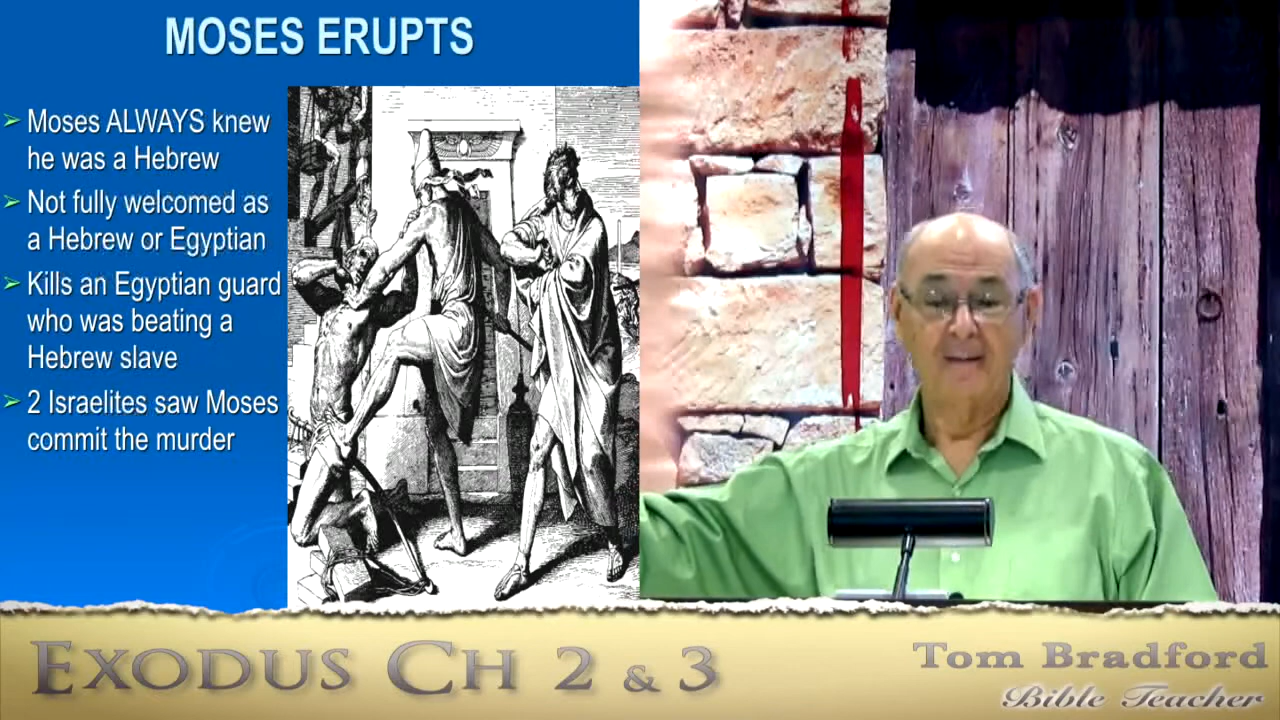 MOSES ERUPTS
➢ Moses ALWAYS knew
he was a Hebrew
➢ Not fully welcomed as
a Hebrew or Egyptian
➢ Kills an Egyptian guard
who was beating a
Hebrew slave
➢ 2 Israelites saw Moses
commit the murder
EXODUS CH 2 & 3
Tom Bradford
Bible Teacher